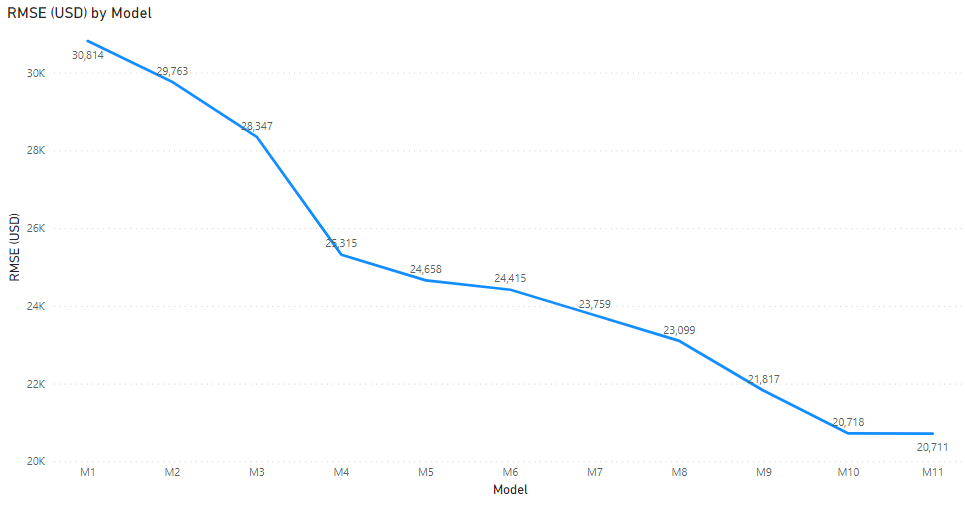 RMSE (USD) by Model
30,814
29,763
30K
28,347
28K
26K
25,315
24,658
24,415
24K
23,759
23,099
22K
21,817
20,718
20,711
20K
RMSE (USD)
M1 M2 M3 M4 M5 M6 M7 M8 M9 M10 M11
Model